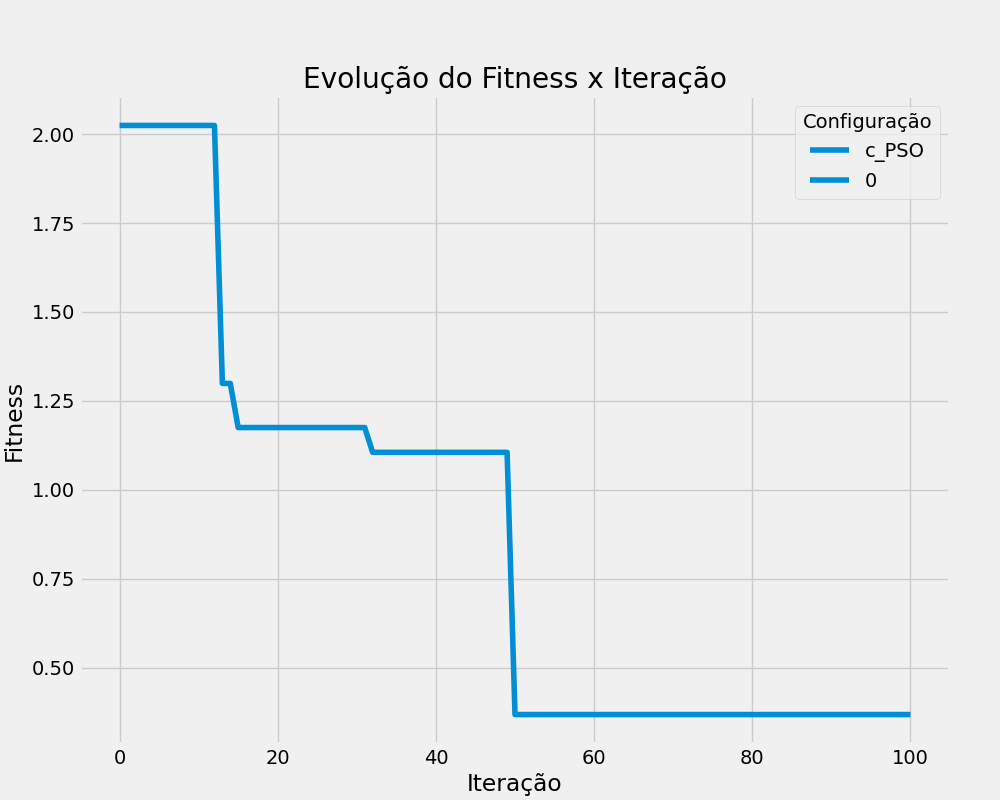 Evolução do Fitness x Iteração
Configuração
c_PSO
0
2.00
1.75
1.50
1.25
1.00
0.75
0.50
Fitness
0 20 40 60 80 100
Iteração